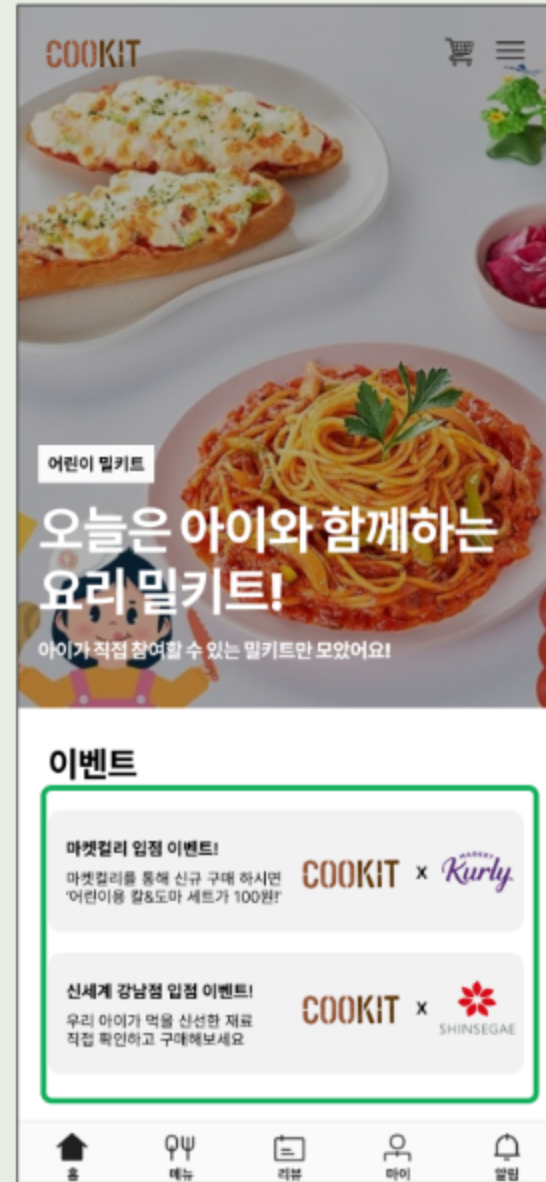 COOKIT
어린이 밀키트
오늘은 아이와 함께하는
요리 밀키트!
아이가 직접 참여할 수 있는 밀키트만 모았어요!
이벤트
마켓컬리 입점 이벤트!
마켓컬리를 통해 신규 구매 하시면
'어린이용 칼&도마 세트가 100원!'
COOKIT x MARKET Kurly
신세계 강남점 입점 이벤트!
우리 아이가 먹을 신선한 재료
직접 확인하고 구매해보세요
COOKIT x SHINSEGAE
홈 메뉴 리뷰 마이 알림